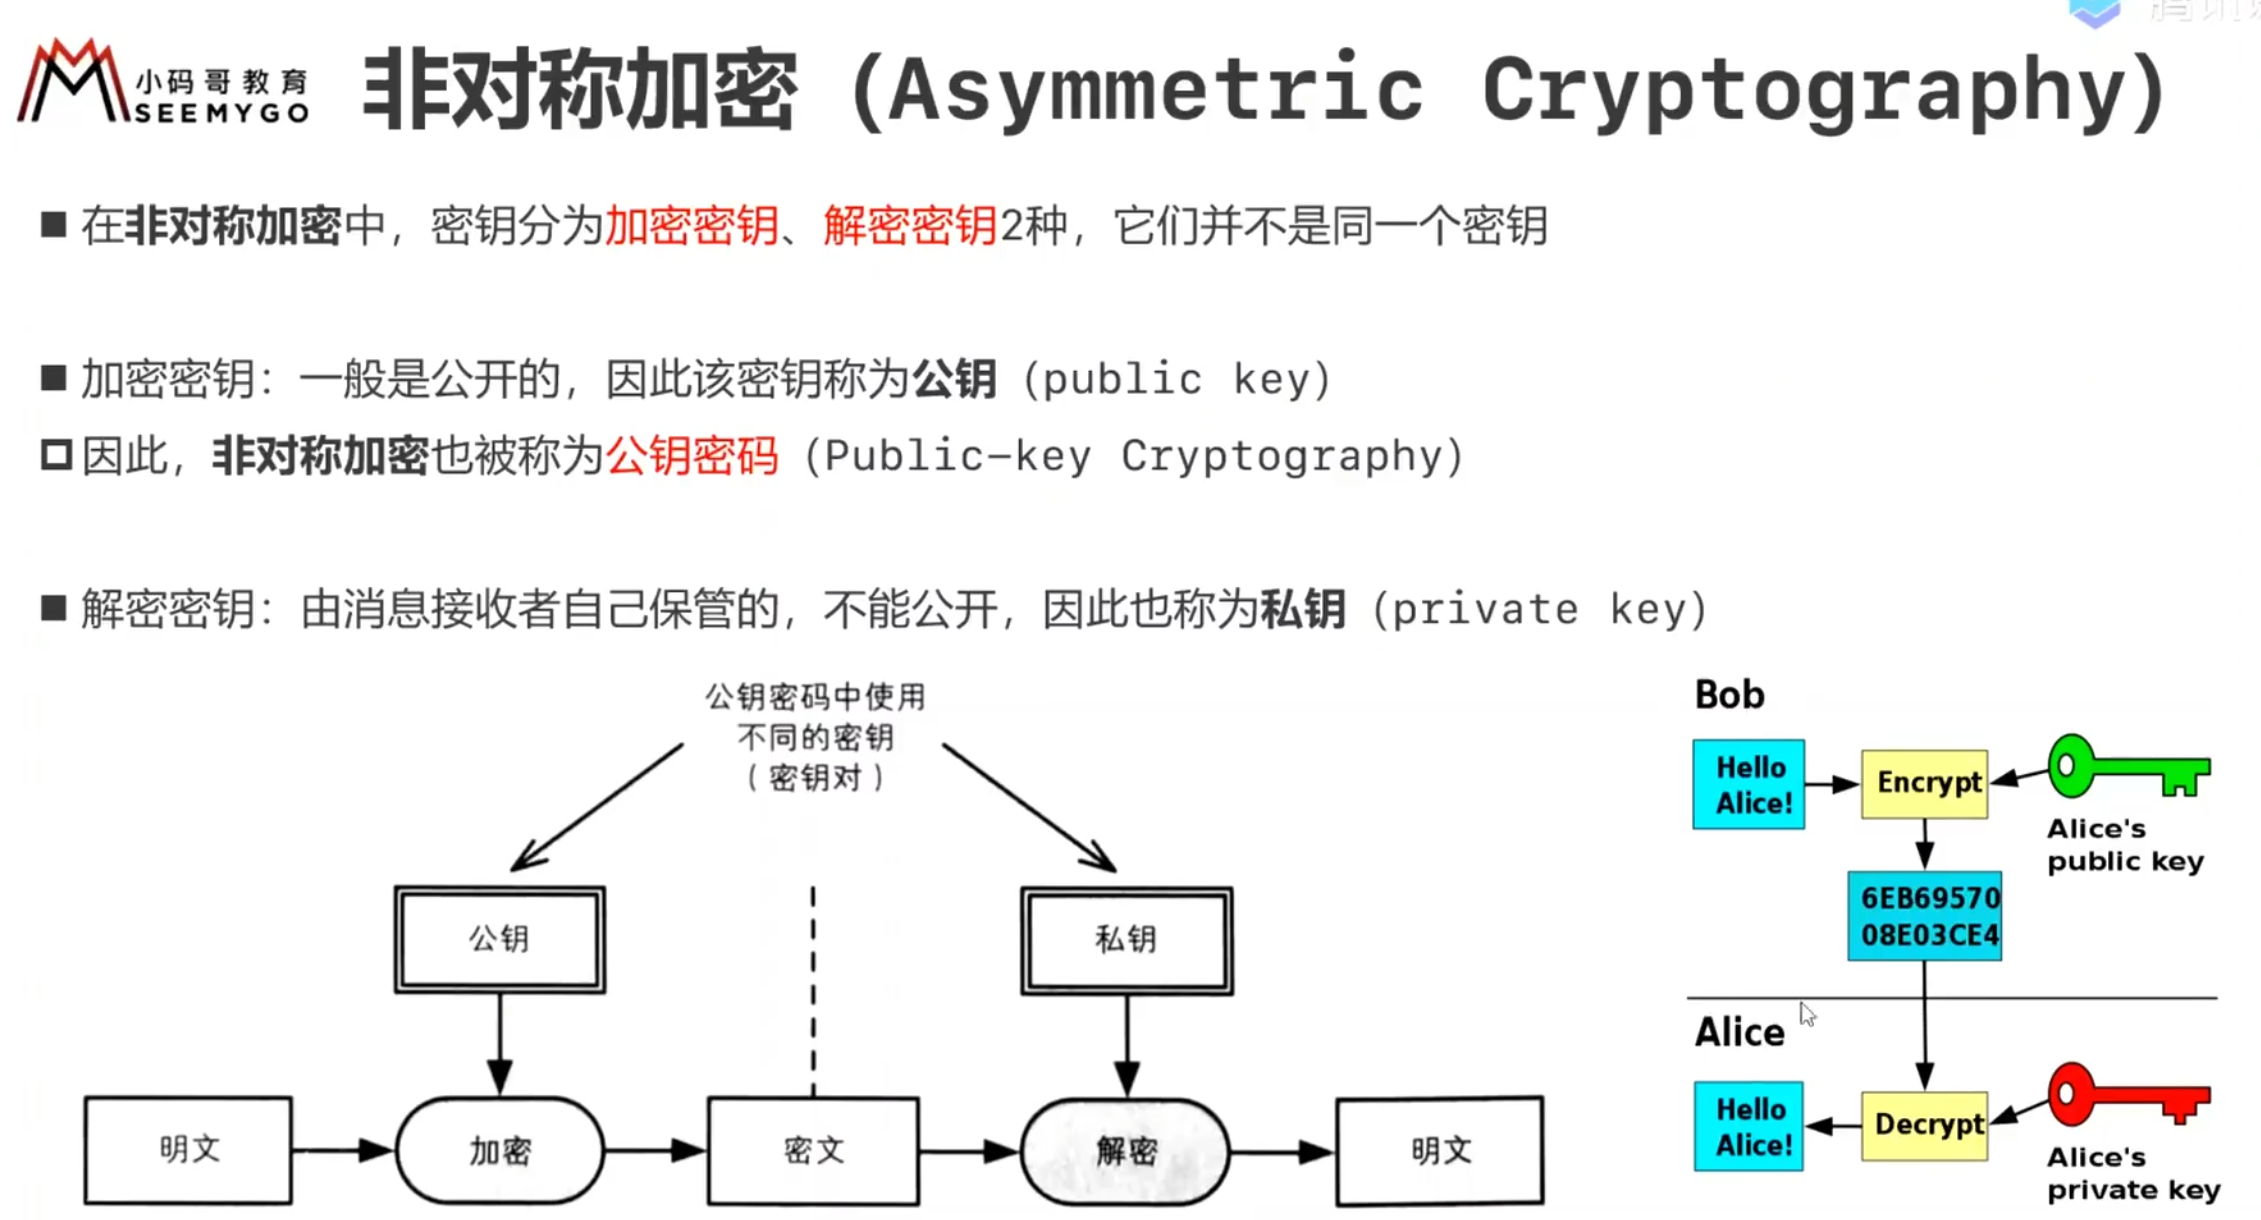 小码哥教育
SEEMYGO
非对称加密（Asymmetric Cryptography）
■ 在非对称加密中，密钥分为加密密钥、解密密钥2种，它们并不是同一个密钥
■ 加密密钥：一般是公开的，因此该密钥称为公钥（public key）
因此，非对称加密也被称为公钥密码（Public-key Cryptography）
■ 解密密钥：由消息接收者自己保管的，不能公开，因此也称为私钥（private key）
公钥密码中使用
不同的密钥
（密钥对）
公钥
私钥
明文
加密
密文
解密
明文
Bob
Hello
Alice!
Encrypt
Alice's
public key
6EB69570
08E03CE4
Alice
Hello
Alice!
Decrypt
Alice's
private key